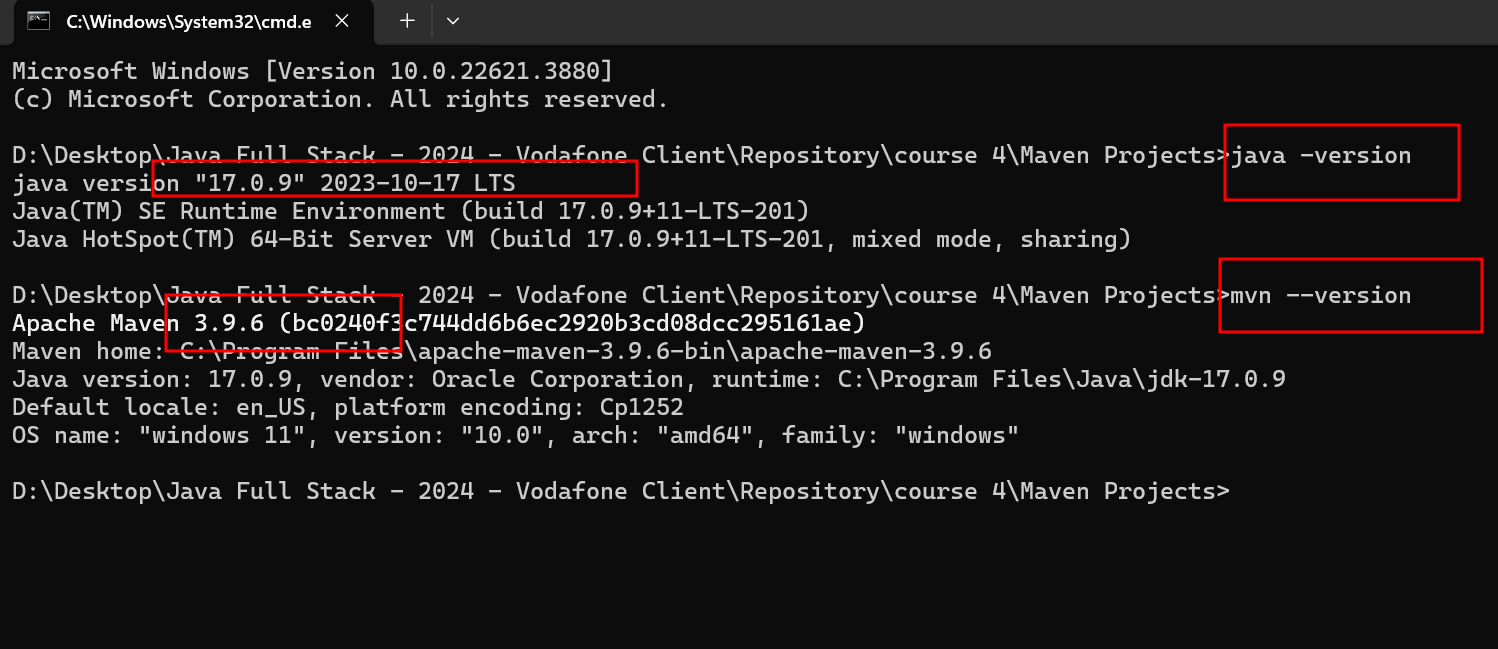 C:\Windows\System32\cmd.e
Microsoft Windows [Version 10.0.22621.3880]
(c) Microsoft Corporation. All rights reserved.
D:\Desktop\Java Full Stack - 2024 - Vodafone Client\Repository\course 4\Maven Projects>java -version
java version "17.0.9" 2023-10-17 LTS
Java(TM) SE Runtime Environment (build 17.0.9+11-LTS-201)
Java HotSpot(TM) 64-Bit Server VM (build 17.0.9+11-LTS-201, mixed mode, sharing)
D:\Desktop\Java Full Stack - 2024 - Vodafone Client\Repository\course 4\Maven Projects>mvn --version
Apache Maven 3.9.6 (bc0240f3c744dd6b6ec2920b3cd08dcc295161ae)
Maven home: C:\Program Files\apache-maven-3.9.6-bin\apache-maven-3.9.6
Java version: 17.0.9, vendor: Oracle Corporation, runtime: C:\Program Files\Java\jdk-17.0.9
Default locale: en_US, platform encoding: Cp1252
OS name: "windows 11", version: "10.0", arch: "amd64", family: "windows"
D:\Desktop\Java Full Stack - 2024 - Vodafone Client\Repository\course 4\Maven Projects>